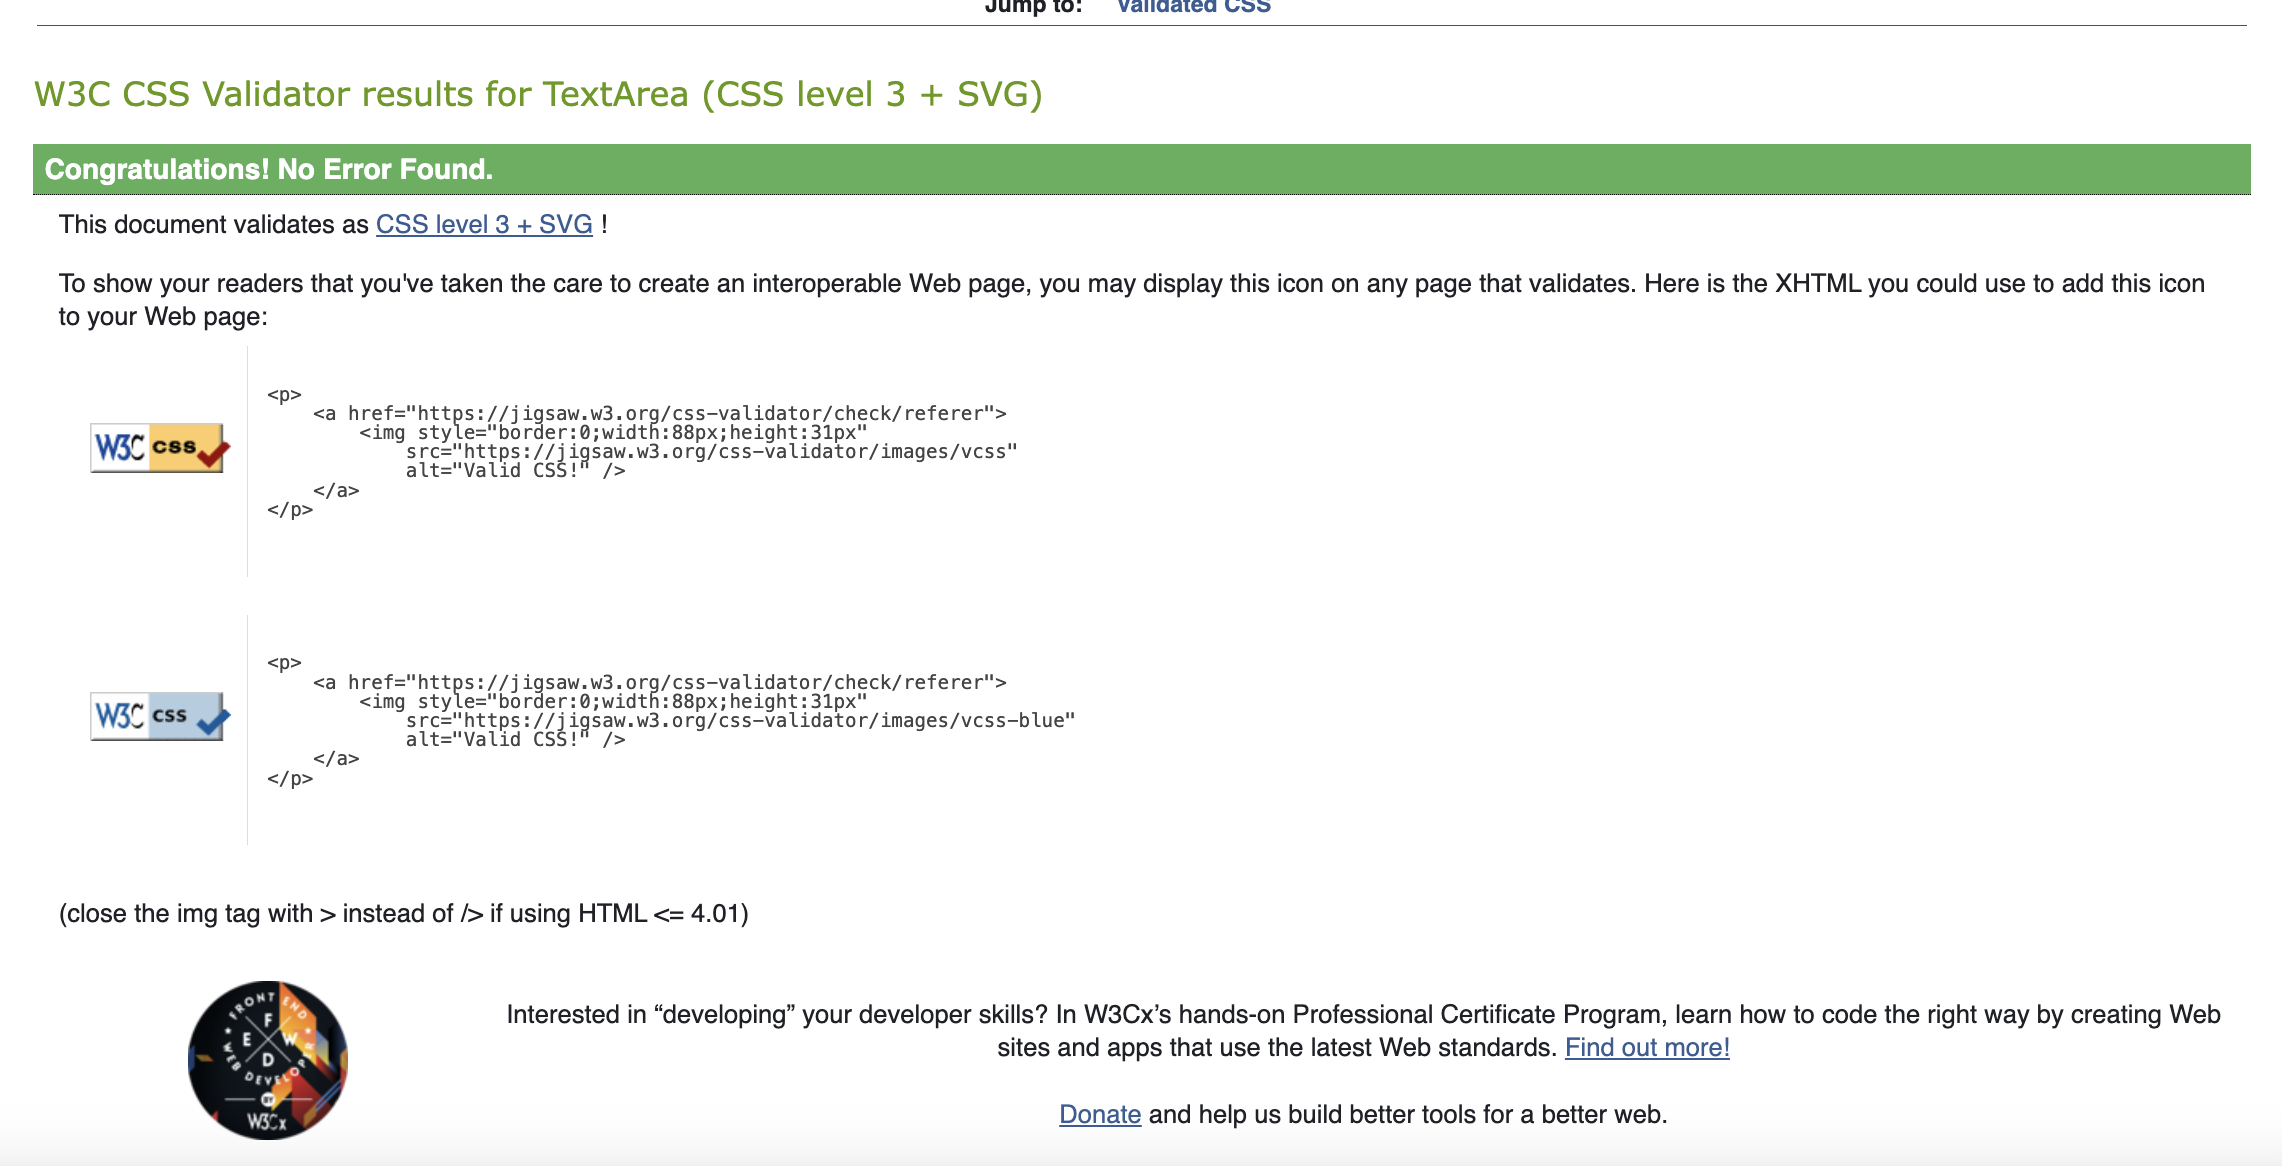 Jump to: Validated CSS
W3C CSS Validator results for TextArea (CSS level 3 + SVG)
Congratulations! No Error Found.
This document validates as CSS level 3 + SVG !
To show your readers that you've taken the care to create an interoperable Web page, you may display this icon on any page that validates. Here is the XHTML you could use to add this icon
to your Web page:
W3C css
<p>
    <a href="https://jigsaw.w3.org/css-validator/check/referer">
        <img style="border:0;width:88px;height:31px"
            src="https://jigsaw.w3.org/css-validator/images/vcss"
            alt="Valid CSS!" />
    </a>
</p>
W3C css
<p>
    <a href="https://jigsaw.w3.org/css-validator/check/referer">
        <img style="border:0;width:88px;height:31px"
            src="https://jigsaw.w3.org/css-validator/images/vcss-blue"
            alt="Valid CSS!" />
    </a>
</p>
(close the img tag with > instead of /> if using HTML <= 4.01)
FRONT END
WEB DEVELOPER
F E W D
BY
W3Cx
Interested in “developing” your developer skills? In W3Cx’s hands-on Professional Certificate Program, learn how to code the right way by creating Web
sites and apps that use the latest Web standards. Find out more!
Donate and help us build better tools for a better web.